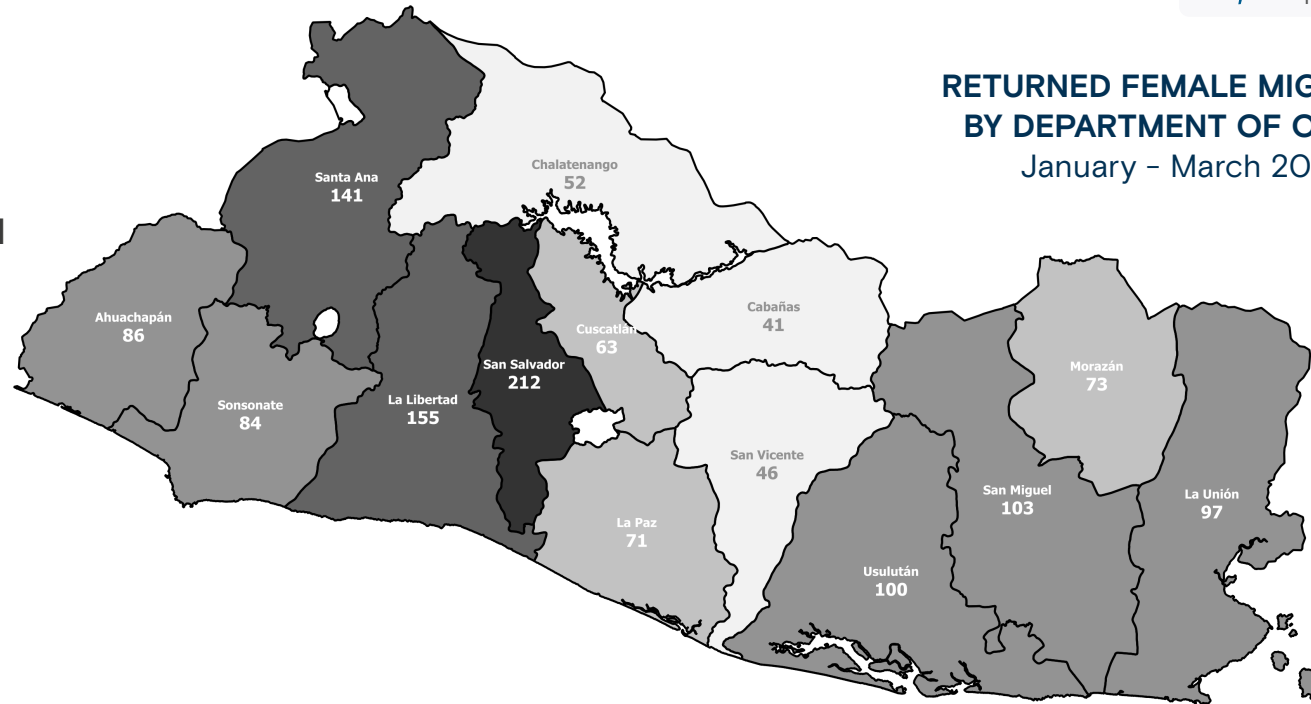 RETURNED FEMALE
BY DEPARTMENT OF
January - March
Chalatenango
52
Santa Ana
141
Ahuachapán
86
Cabañas
41
Cuscatlán
63
San Salvador
212
Morazán
73
Sonsonate
84
La Libertad
155
San Vicente
46
San Miguel
103
La Unión
97
La Paz
71
Usulután
100